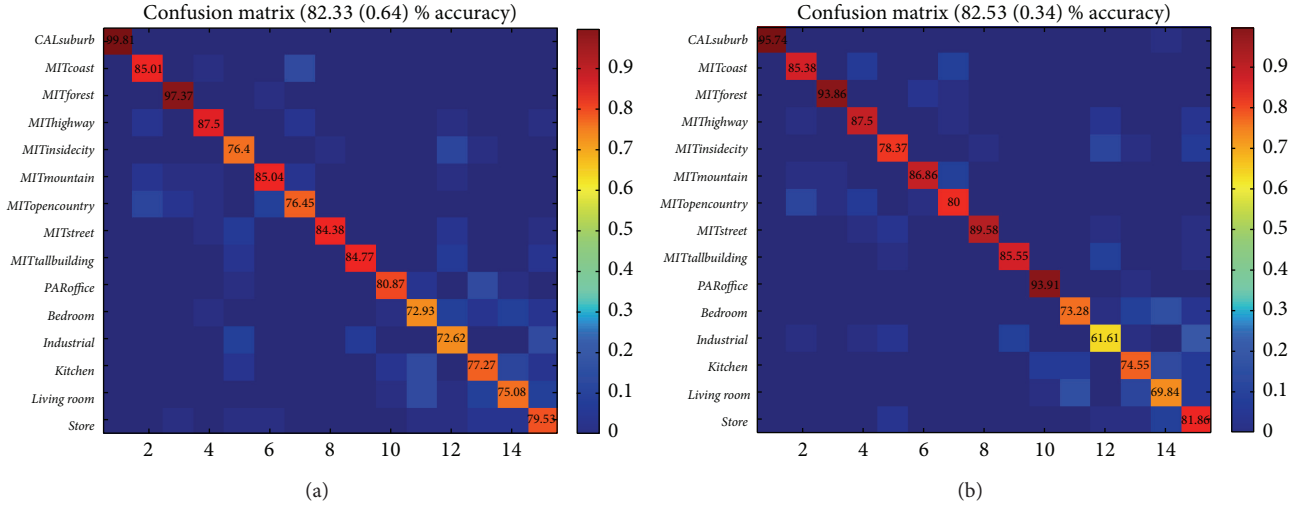 Confusion matrix (82.33 (0.64) % accuracy)
CALsuburb
MITcoast
MITforest
MIThighway
MITinsidecity
MITmountain
MITopencountry
MITstreet
MITtallbuilding
PARoffice
Bedroom
Industrial
Kitchen
Living room
Store
99.81
85.01
97.37
87.5
76.4
85.04
76.45
84.38
84.77
80.87
72.93
72.62
77.27
75.08
79.53
2 4 6 8 10 12 14
0.9
0.8
0.7
0.6
0.5
0.4
0.3
0.2
0.1
0
(a)
Confusion matrix (82.53 (0.34) % accuracy)
CALsuburb
MITcoast
MITforest
MIThighway
MITinsidecity
MITmountain
MITopencountry
MITstreet
MITtallbuilding
PARoffice
Bedroom
Industrial
Kitchen
Living room
Store
95.74
85.38
93.86
87.5
78.37
86.86
80
89.58
85.55
93.91
73.28
61.61
74.55
69.84
81.86
2 4 6 8 10 12 14
0.9
0.8
0.7
0.6
0.5
0.4
0.3
0.2
0.1
0
(b)